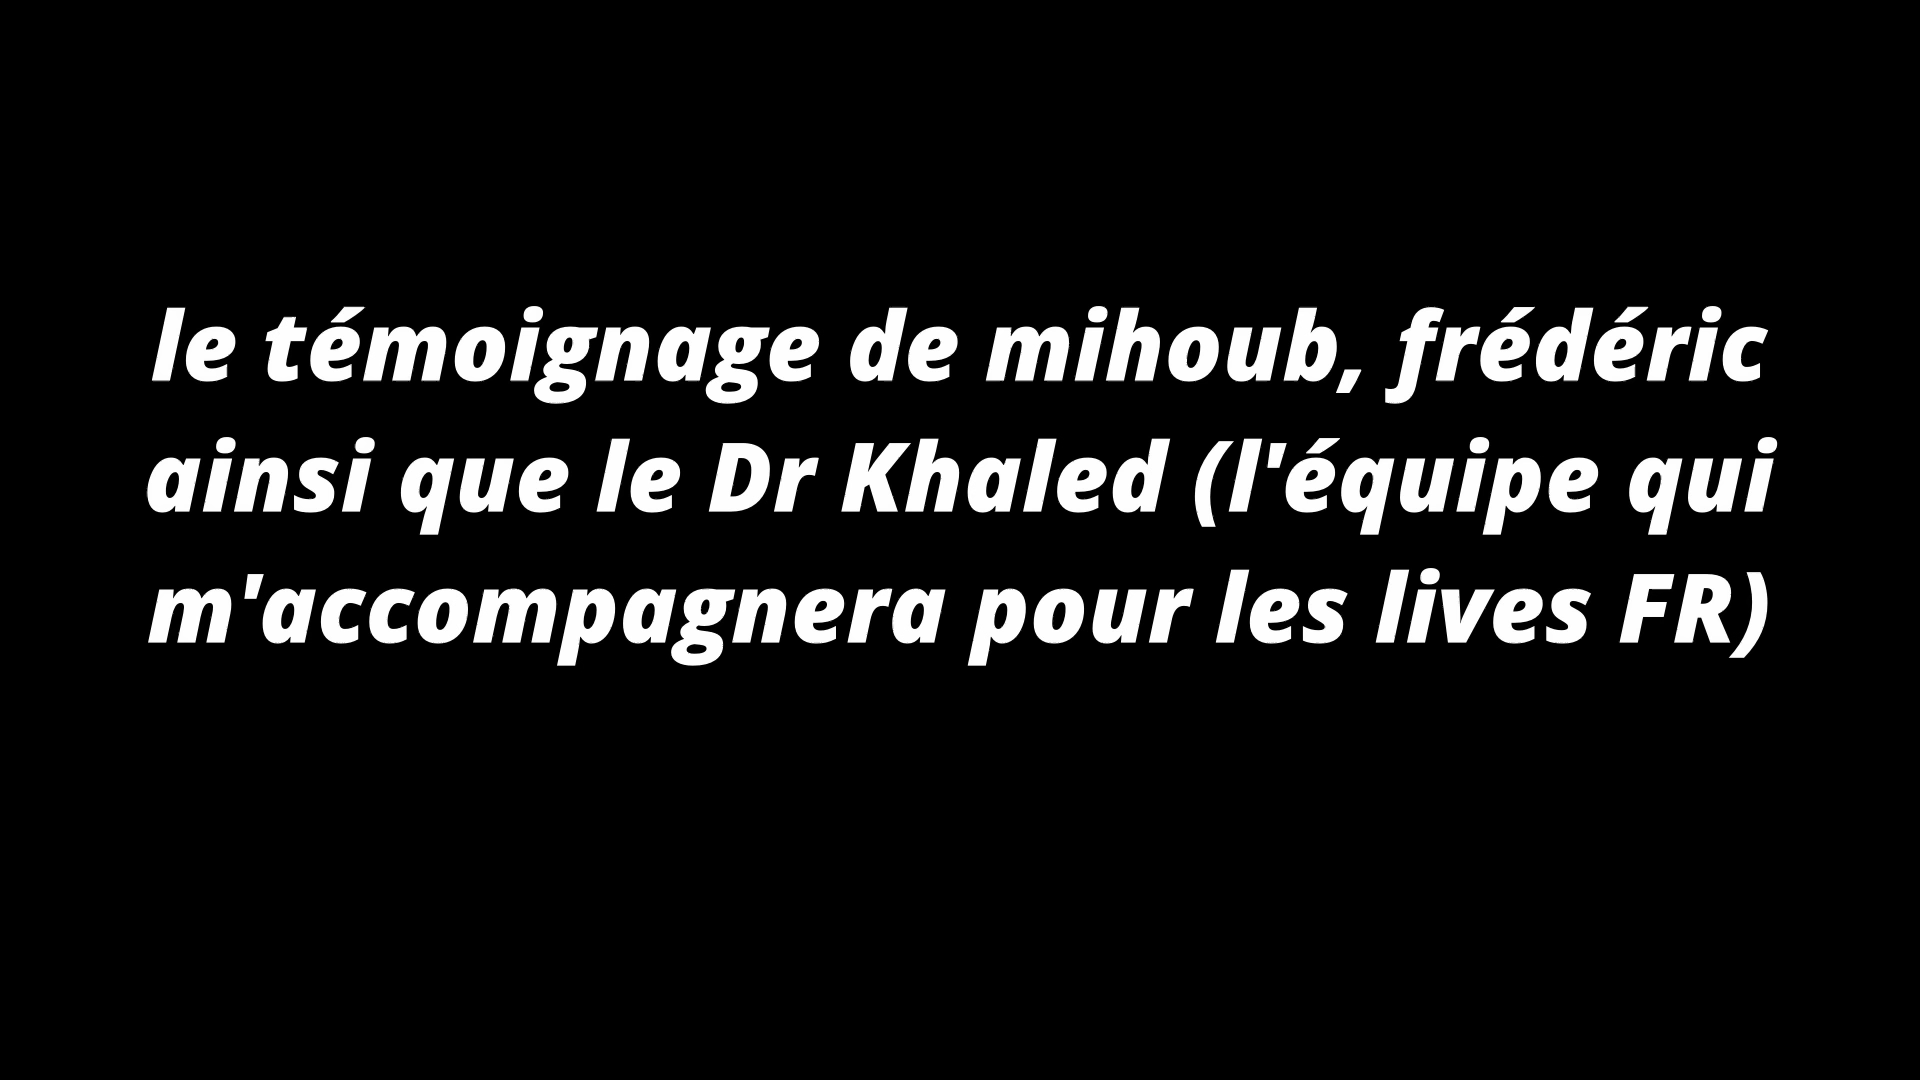 le témoignage de mihoub, frédéric
ainsi que le Dr Khaled (l'équipe qui
m'accompagnera pour les lives FR)